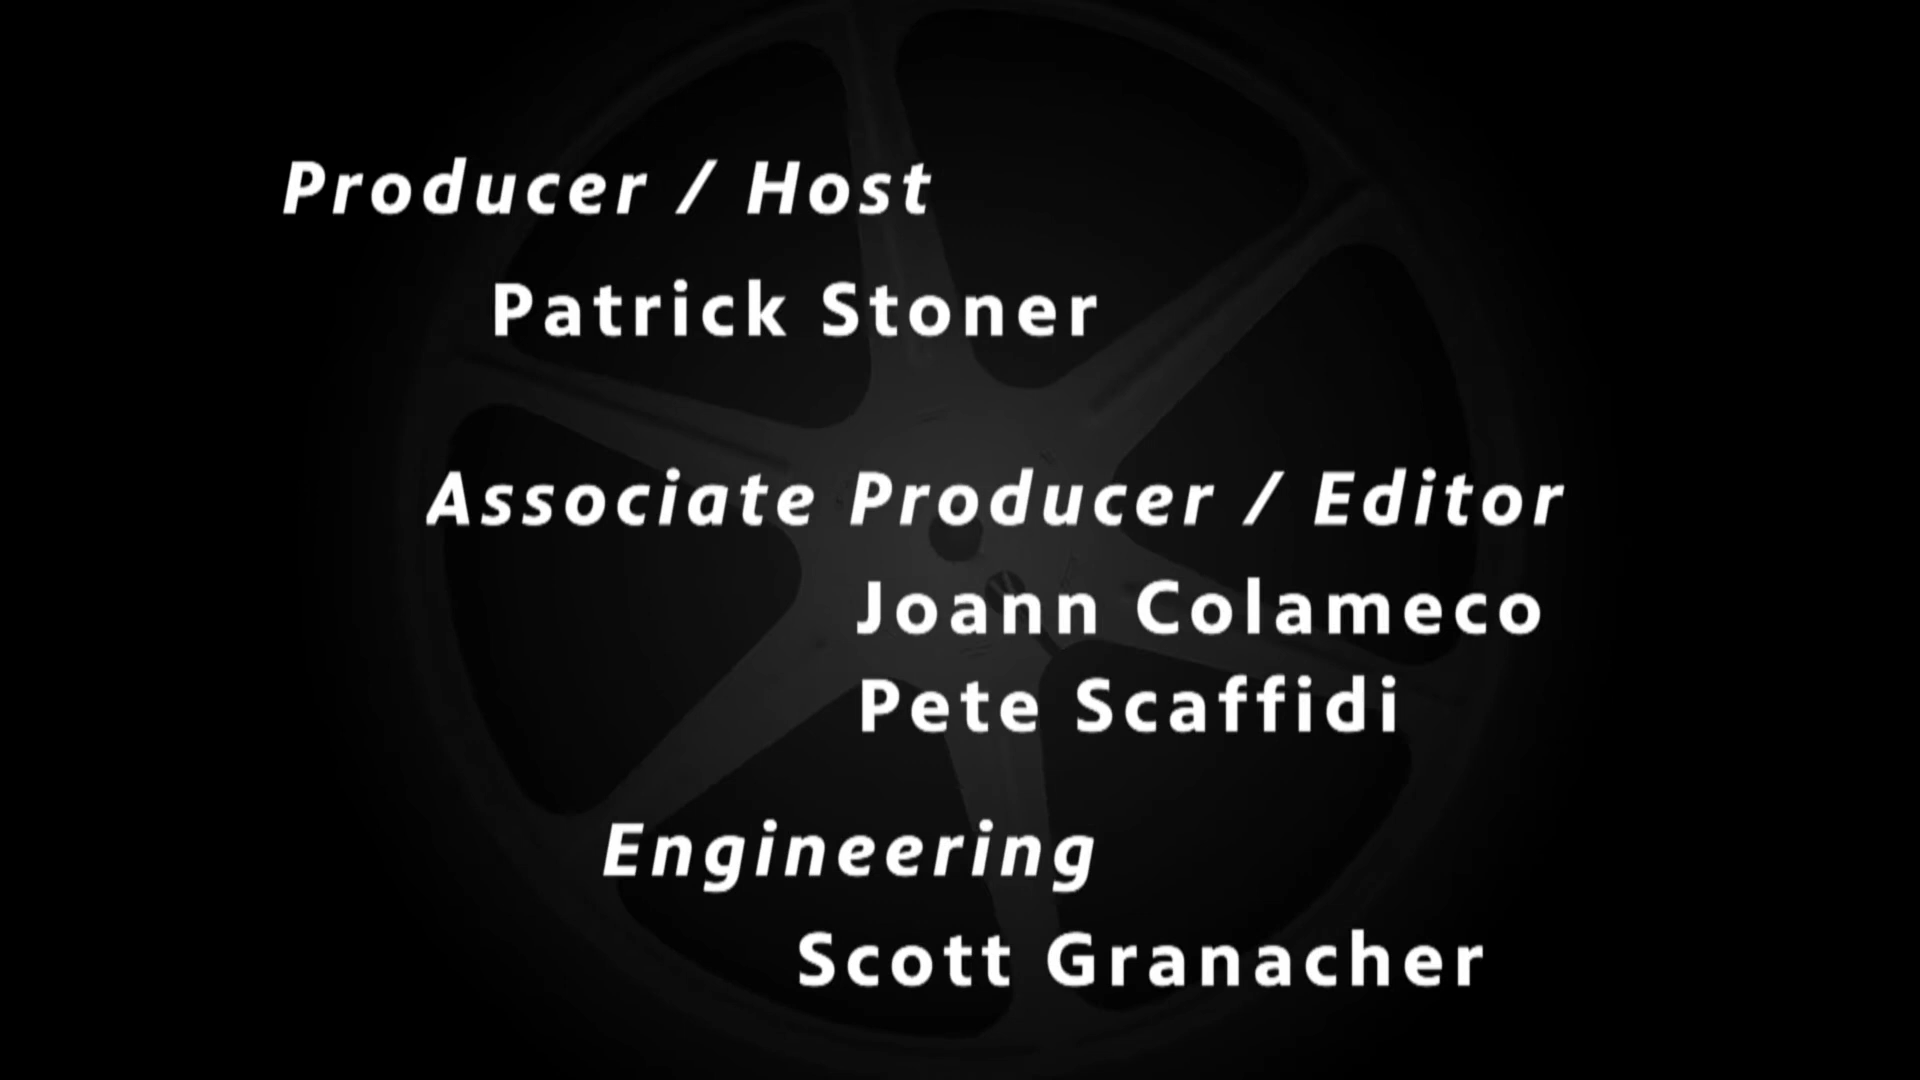 Producer / Host
Patrick Stoner
Associate Producer / Editor
Joann Colameco
Pete Scaffidi
Engineering
Scott Granacher